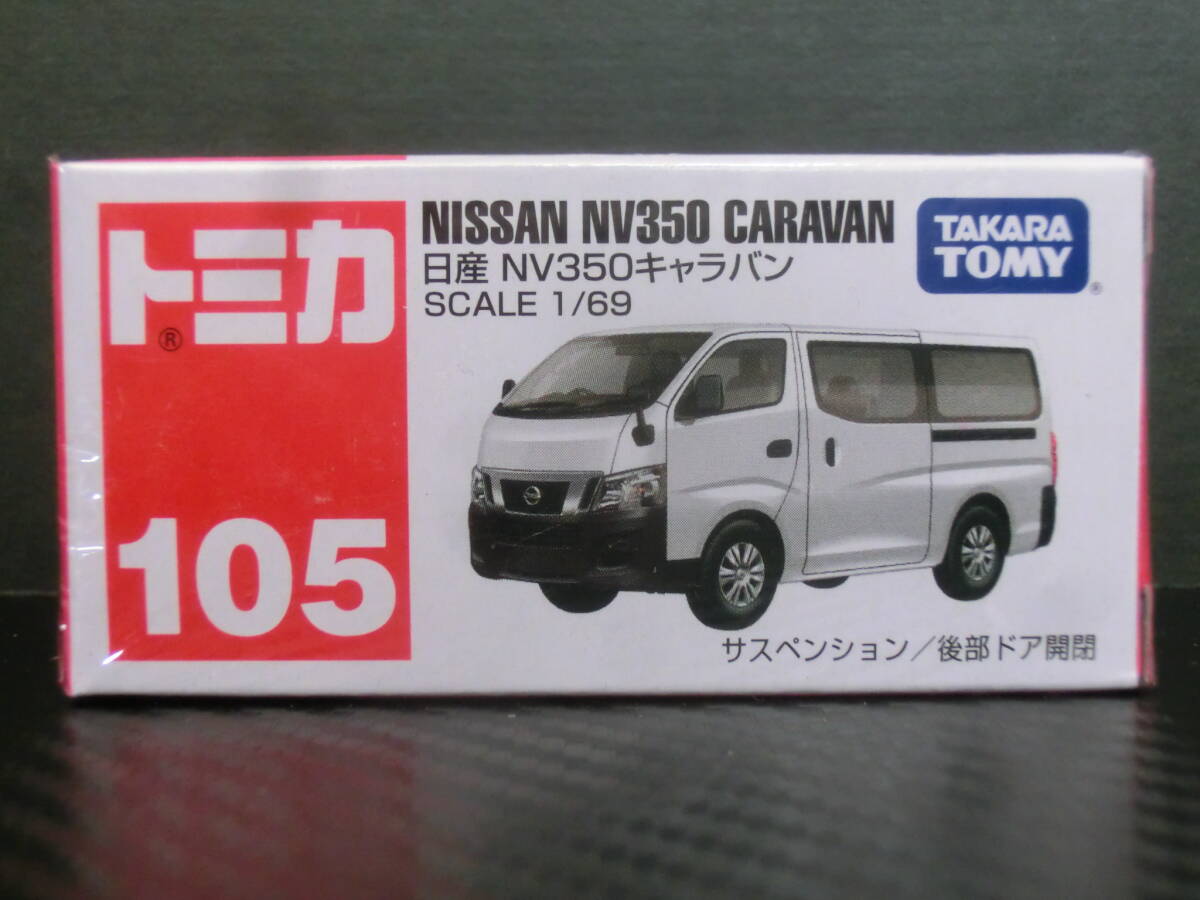 トミカ
®
105
NISSAN NV350 CARAVAN
日産 NV350キャラバン
SCALE 1/69
TAKARA
TOMY
®
サスペンション/後部ドア開閉